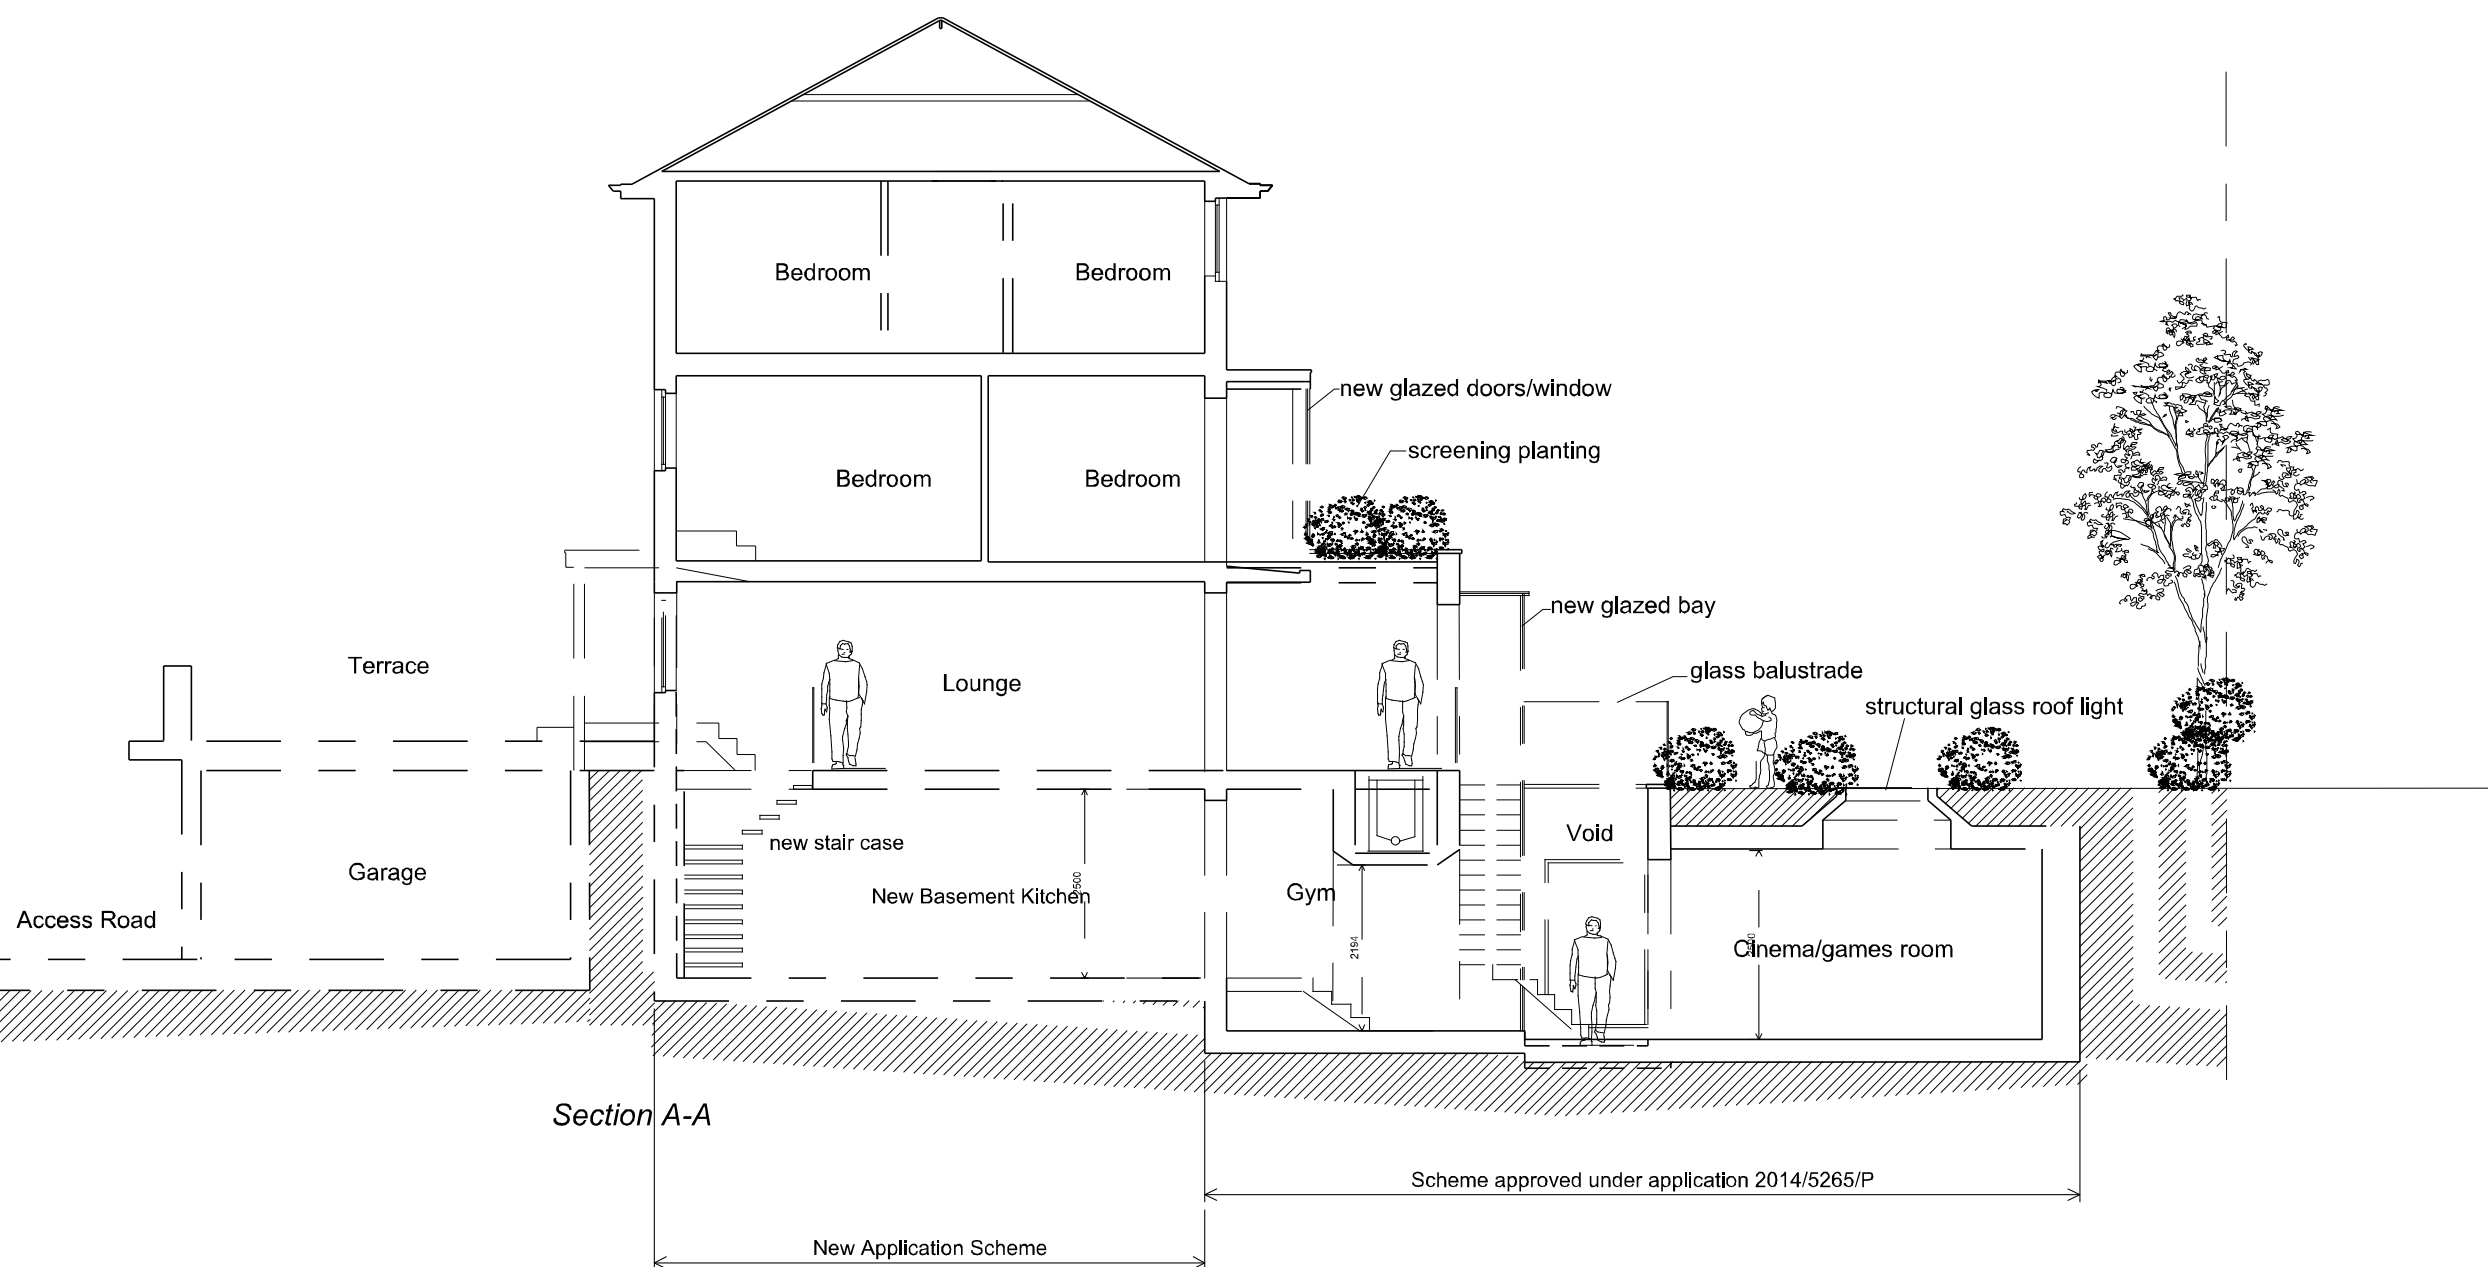 Bedroom
Bedroom
new glazed doors/window
screening planting
Bedroom
Bedroom
new glazed bay
Terrace
Lounge
glass balustrade
structural glass roof light
Void
new stair case
Garage
New Basement Kitchen
2500
Gym
Access Road
2194
Cinema/games room
Section A-A
Scheme approved under application 2014/5265/P
New Application Scheme